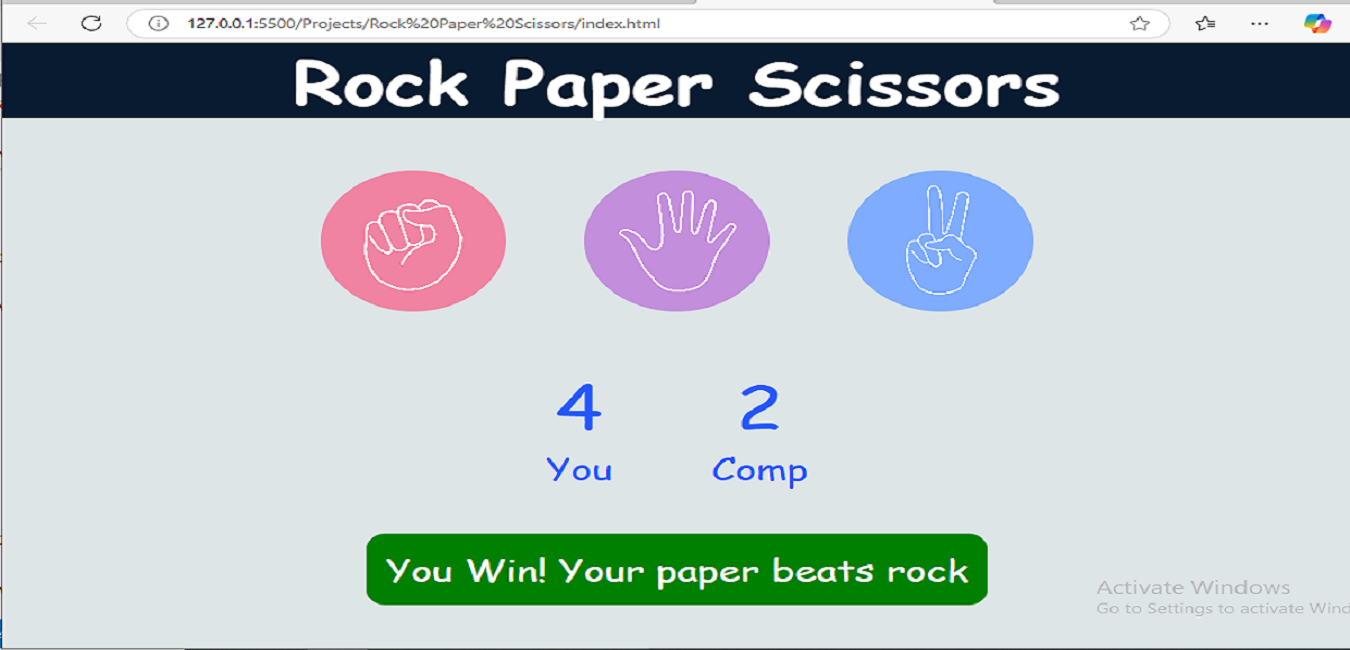 127.0.0.1:5500/Projects/Rock%20Paper%20Scissors/index.html
Rock Paper Scissors
4 2
You Comp
You Win! Your paper beats rock
Activate Windows
Go to Settings to activate Wind